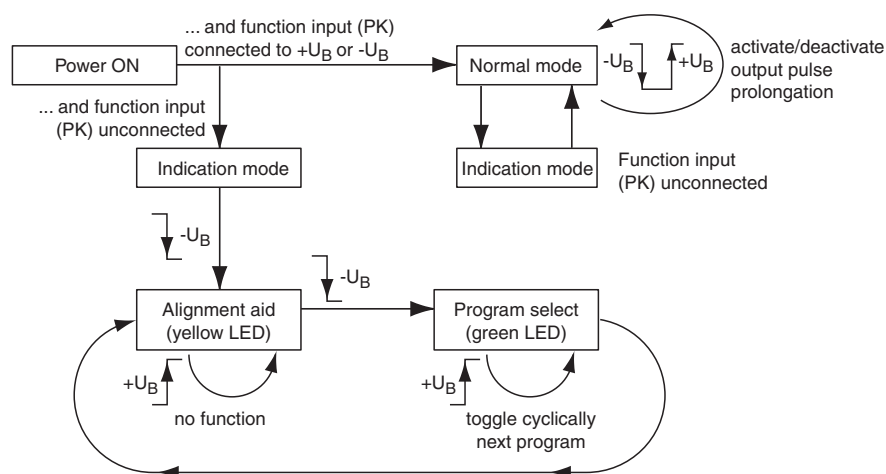 ... and function input (PK)
connected to +UB or -UB
Power ON
Normal mode
-UB
+UB
activate/deactivate
output pulse
prolongation
... and function input
(PK) unconnected
Indication mode
Indication mode
Function input
(PK) unconnected
-UB
-UB
Alignment aid
(yellow LED)
Program select
(green LED)
+UB
no function
+UB
toggle cyclically
next program